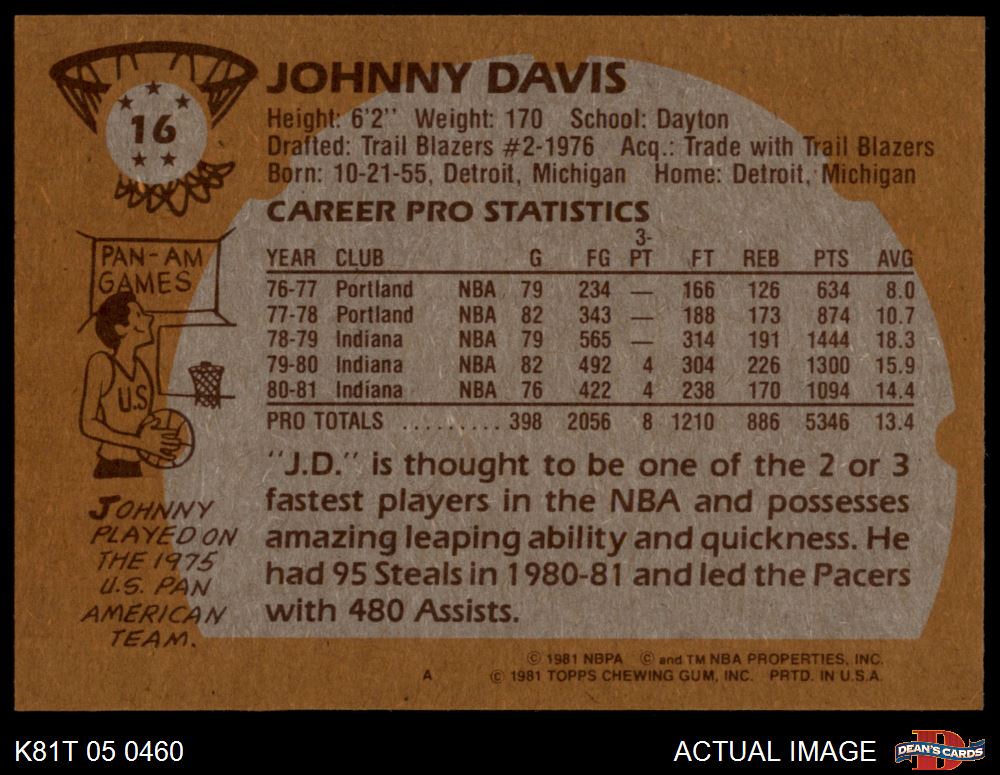 JOHNNY DAVIS
16
Height: 6'2" Weight: 170 School: Dayton
Drafted: Trail Blazers #2-1976 Acq.: Trade with Trail Blazers
Born: 10-21-55, Detroit, Michigan Home: Detroit, Michigan
CAREER PRO STATISTICS
YEAR CLUB G FG 3-PT FT REB PTS AVG
76-77 Portland NBA 79 234 — 166 126 634 8.0
77-78 Portland NBA 82 343 — 188 173 874 10.7
78-79 Indiana NBA 79 565 — 314 191 1444 18.3
79-80 Indiana NBA 82 492 4 304 226 1300 15.9
80-81 Indiana NBA 76 422 4 238 170 1094 14.4
PRO TOTALS ......... 398 2056 8 1210 886 5346 13.4
"J.D." is thought to be one of the 2 or 3
fastest players in the NBA and possesses
amazing leaping ability and quickness. He
had 95 Steals in 1980-81 and led the Pacers
with 480 Assists.
PAN-AM
GAMES
U.S.
JOHNNY
PLAYED ON
THE 1975
U.S. PAN
AMERICAN
TEAM.
© 1981 NBPA © and TM NBA PROPERTIES, INC.
A © 1981 TOPPS CHEWING GUM, INC. PRTD. IN U.S.A.
K81T 05 0460
ACTUAL IMAGE
D
DEAN'S CARDS